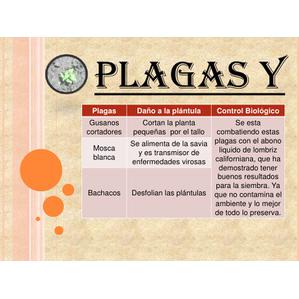 PLAGAS Y
Plagas
Daño a la plántula
Control Biológico
Gusanos
cortadores
Cortan la planta
pequeñas por el tallo
Mosca
blanca
Se alimenta de la savia
y es transmisor de
enfermedades virosas
Bachacos
Desfolian las plántulas
Se esta
combatiendo estas
plagas con el abono
liquido de lombriz
californiana, que ha
demostrado tener
buenos resultados
para la siembra. Ya
que no contamina el
ambiente y lo mejor
de todo lo preserva.